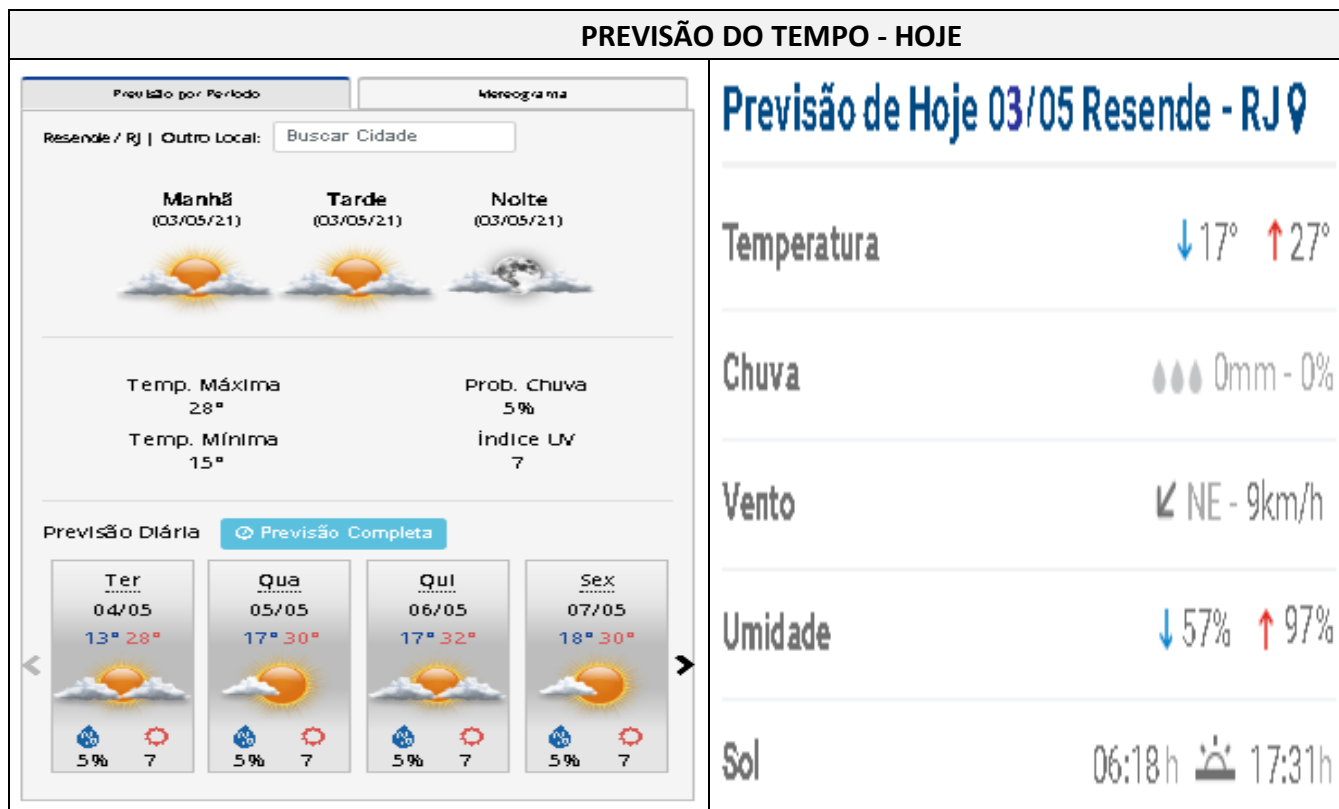 PREVISÃO DO TEMPO - HOJE
Previsão por Período
Meteograma
Resende / RJ | Outro Local: Buscar Cidade
Manhã Tarde Noite
(03/05/21) (03/05/21) (03/05/21)
Temp. Máxima Prob. Chuva
28° 5%
Temp. Mínima Índice UV
15° 7
Previsão Diária Previsão Completa
Ter Qua Qui Sex
04/05 05/05 06/05 07/05
13° 28° 17° 30° 17° 32° 18° 30°
5% 7 5% 7 5% 7 5% 7
Previsão de Hoje 03/05 Resende - RJ
Temperatura ↓17° ↑27°
Chuva 0mm - 0%
Vento NE - 9km/h
Umidade ↓57% ↑97%
Sol 06:18h 17:31h